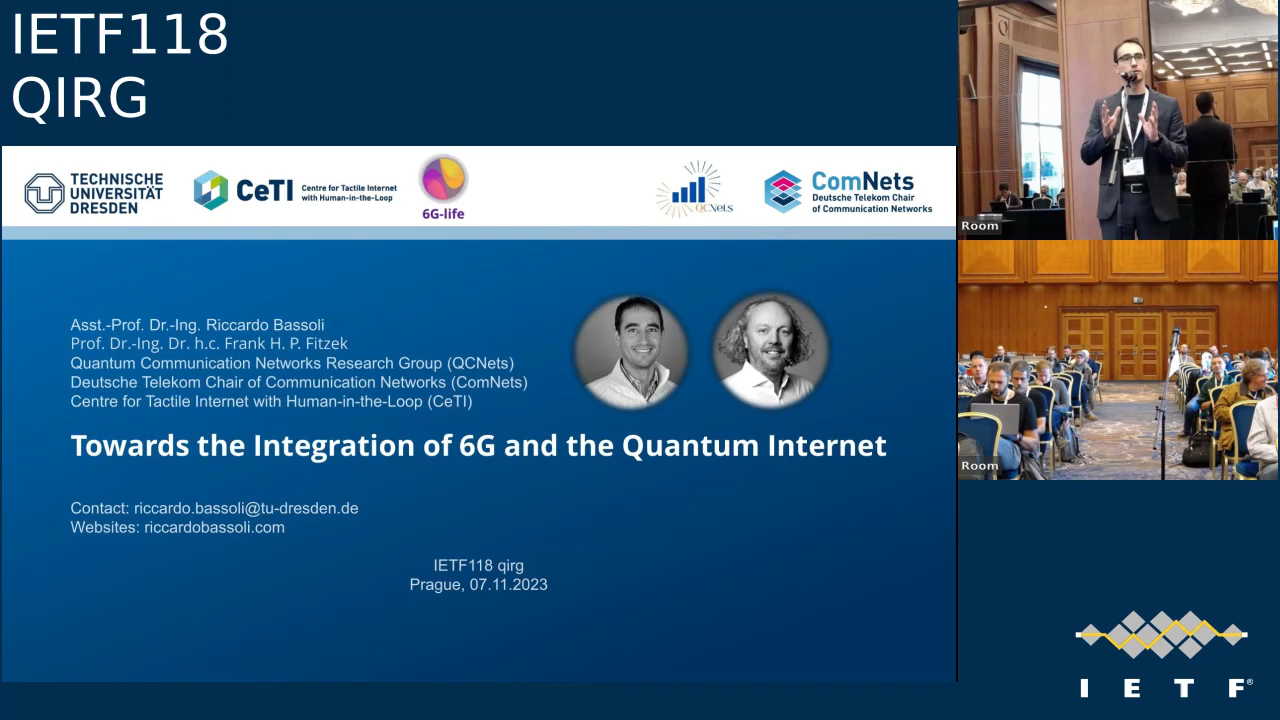 IETF118
QIRG
TECHNISCHE
UNIVERSITÄT
DRESDEN
CeTI
Centre for Tactile Internet
with Human-in-the-Loop
6G-life
QCNets
ComNets
Deutsche Telekom Chair
of Communication Networks
Asst.-Prof. Dr.-Ing. Riccardo Bassoli
Prof. Dr.-Ing. Dr. h.c. Frank H. P. Fitzek
Quantum Communication Networks Research Group (QCNets)
Deutsche Telekom Chair of Communication Networks (ComNets)
Centre for Tactile Internet with Human-in-the-Loop (CeTI)
Towards the Integration of 6G and the Quantum Internet
Contact: riccardo.bassoli@tu-dresden.de
Websites: riccardobassoli.com
IETF118 qirg
Prague, 07.11.2023
Room
Room
I E T F®